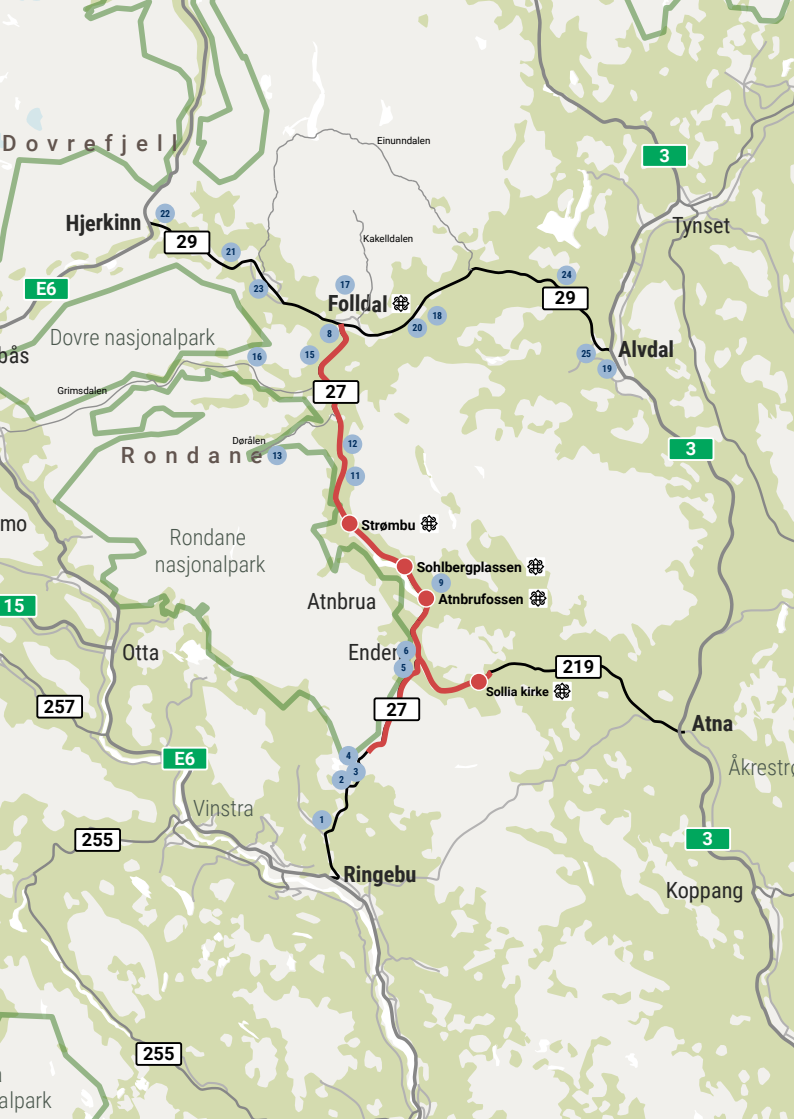 Einunndalen
Dovrefjell
3
22
Hjerkinn
Tynset
29
Kakelldalen
21
24
E6
23
17
29
Folldal
18
20
8
Dovre nasjonalpark
bås
16
15
25
Alvdal
19
Grimsdalen
27
Dørålen
12
3
Rondane
13
11
mo
Strømbu
Rondane
nasjonalpark
Sohlbergplassen
9
Atnbrua
Atnbrufossen
15
Otta
Enden
6
5
219
Sollia kirke
257
27
Atna
4
E6
3
2
Åkrestrø
Vinstra
1
255
3
Ringebu
Koppang
255
alpark